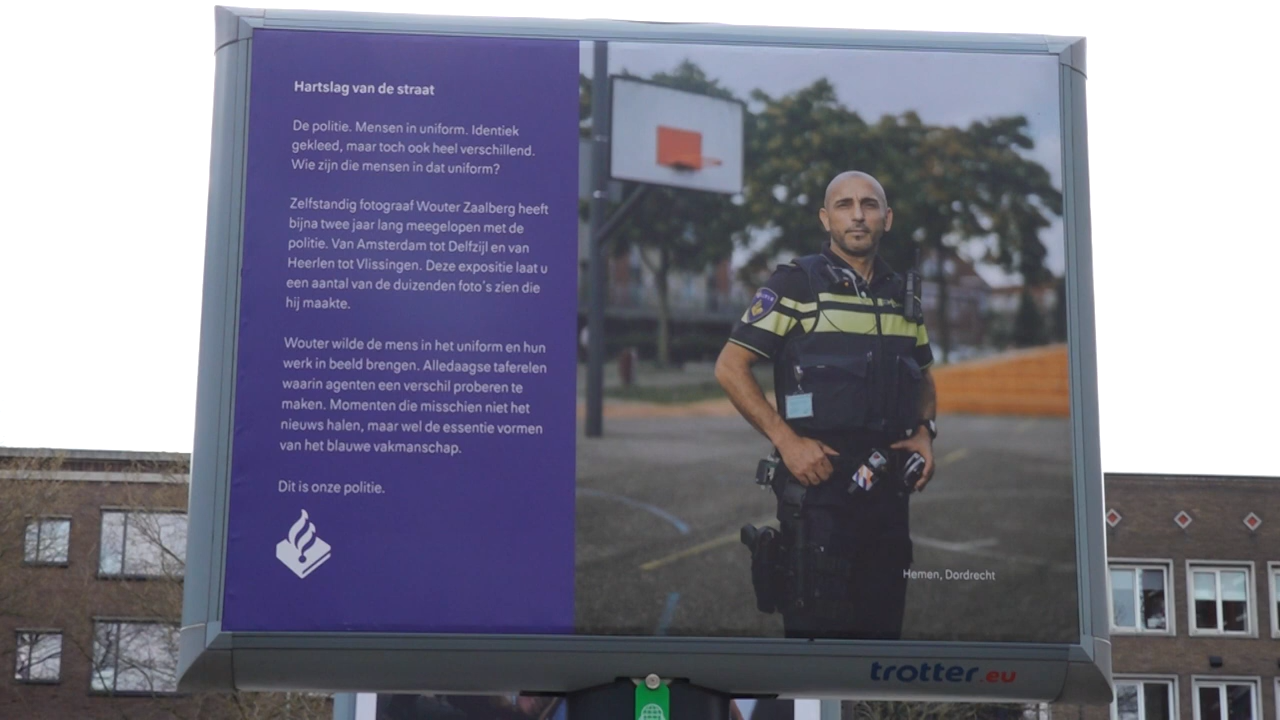 Hartslag van de straat
De politie. Mensen in uniform. Identiek
gekleed, maar toch ook heel verschillend.
Wie zijn die mensen in dat uniform?
Zelfstandig fotograaf Wouter Zaalberg heeft
bijna twee jaar lang meegelopen met de
politie. Van Amsterdam tot Delfzijl en van
Heerlen tot Vlissingen. Deze expositie laat u
een aantal van de duizenden foto's zien die
hij maakte.
Wouter wilde de mens in het uniform en hun
werk in beeld brengen. Alledaagse taferelen
waarin agenten een verschil proberen te
maken. Momenten die misschien niet het
nieuws halen, maar wel de essentie vormen
van het blauwe vakmanschap.
Dit is onze politie.
Hemen, Dordrecht
trotter.eu